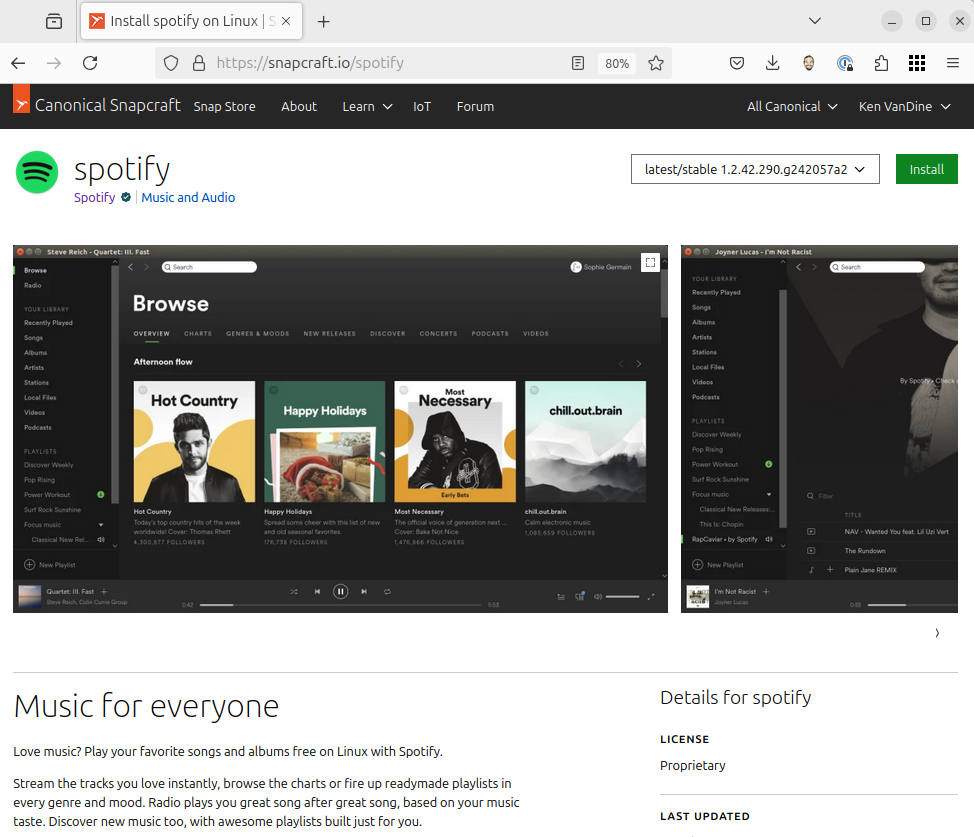 Install spotify on Linux | S
https://snapcraft.io/spotify
80%
Canonical Snapcraft
Snap Store
About
Learn
IoT
Forum
All Canonical
Ken VanDine
spotify
Spotify
Music and Audio
latest/stable 1.2.42.290.g242057a2
Install
Steve Reich - Quartet: III. Fast
Browse
Radio
YOUR LIBRARY
Recently Played
Songs
Albums
Artists
Stations
Local Files
Videos
Podcasts
PLAYLISTS
Discover Weekly
Pop Rising
Power Workout
Surf Rock Sunshine
Focus music
Classical New Rel...
New Playlist
Search
Sophie Germain
Browse
OVERVIEW
CHARTS
GENRES & MOODS
NEW RELEASES
DISCOVER
CONCERTS
PODCASTS
VIDEOS
Afternoon flow
Hot Country
Happy Holidays
Most
Necessary
Early Bets
chill.out.brain
Hot Country
Today's top country hits of the week
worldwide! Cover: Thomas Rhett
4,300,877 FOLLOWERS
Happy Holidays
Spread some cheer with this list of new
and old seasonal favorites.
Most Necessary
The official voice of generation next ...
Cover: Bake Not Nice
chill.out.brain
Calm electronic music
Quartet: III. Fast
Steve Reich, Colin Currie Group
0:42
6:53
Joyner Lucas - I'm Not Racist
YOUR LIBRARY
Recently Played
Songs
Albums
Artists
Stations
Local Files
Videos
Podcasts
PLAYLISTS
Discover Weekly
Pop Rising
Power Workout
Surf Rock Sunshine
Focus music
Classical New Releases:...
This Is: Chopin
RapCaviar • by Spotify
New Playlist
Search
By Spotify • Check
Filter
TITLE
NAV - Wanted You feat. Lil Uzi Vert
The Rundown
Plain Jane REMIX
I'm Not Racist
Joyner Lucas
Music for everyone
Love music? Play your favorite songs and albums free on Linux with Spotify.
Stream the tracks you love instantly, browse the charts or fire up readymade playlists in
every genre and mood. Radio plays you great song after great song, based on your music
taste. Discover new music too, with awesome playlists built just for you.
Details for spotify
LICENSE
Proprietary
LAST UPDATED